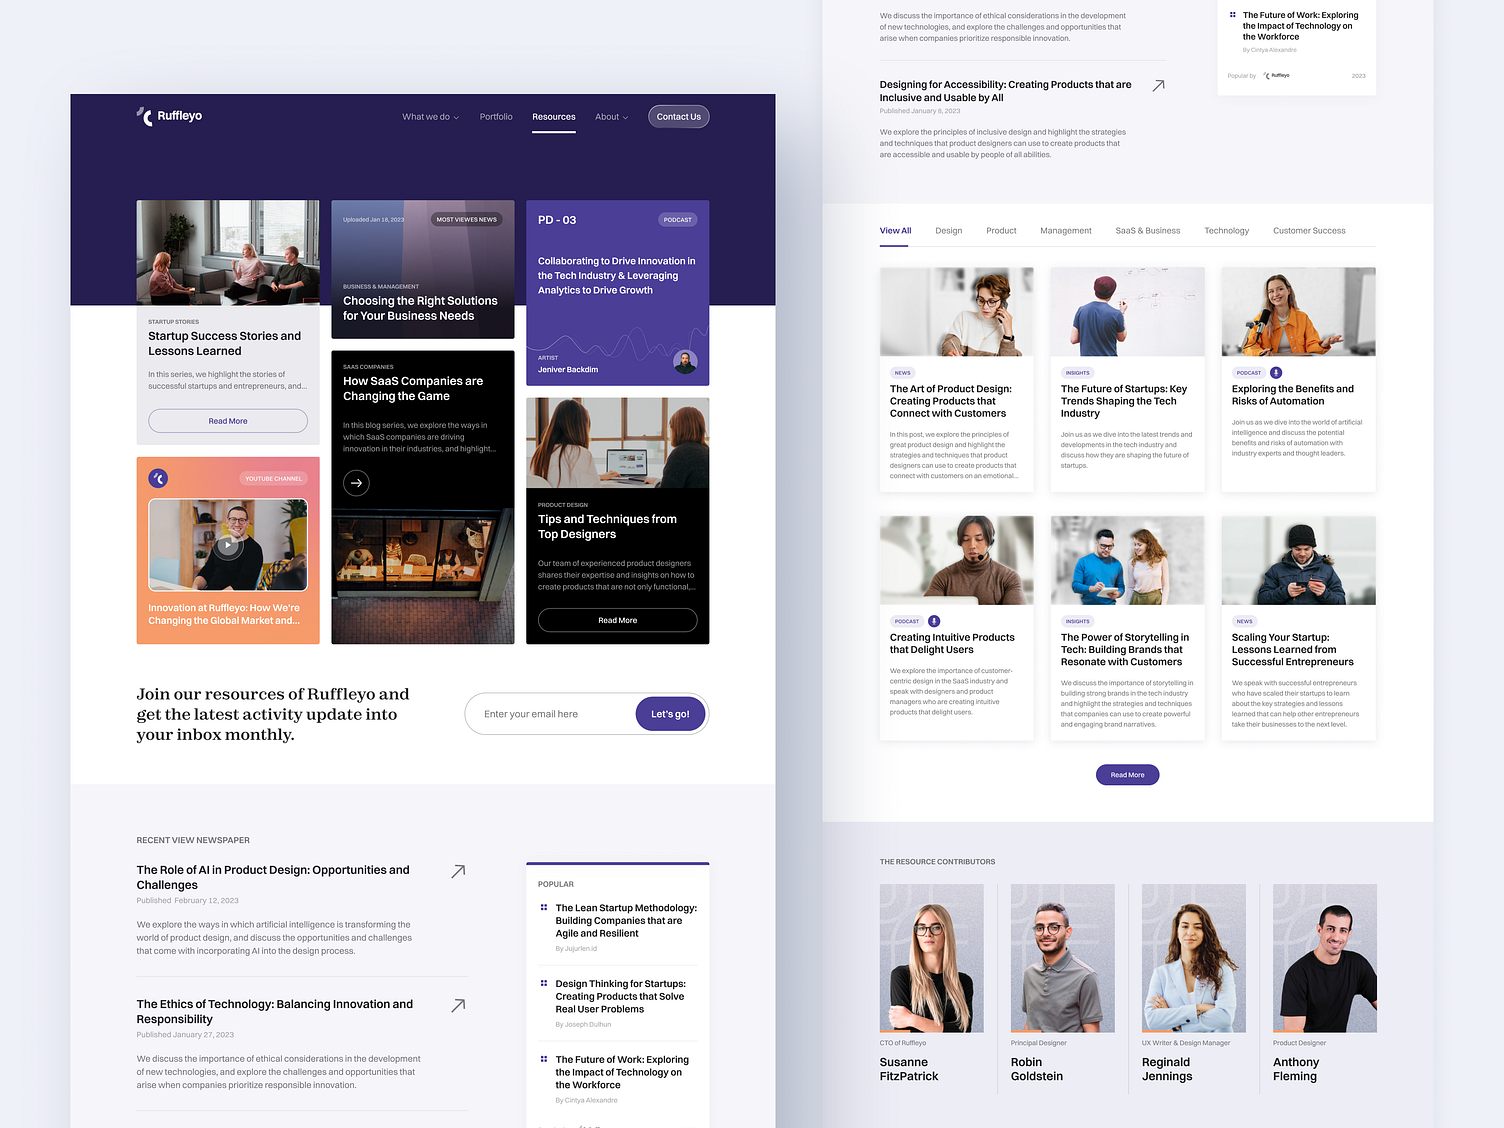 Ruffleyo
What we do
Portfolio
Resources
About
Contact Us
STARTUP STORIES
Startup Success Stories and
Lessons Learned
In this series, we highlight the stories of
successful startups and entrepreneurs, and...
Read More
YOUTUBE CHANNEL
Innovation at Ruffleyo: How We're
Changing the Global Market and...
Uploaded Jan 18, 2023
MOST VIEWES NEWS
BUSINESS & MANAGEMENT
Choosing the Right Solutions
for Your Business Needs
SAAS COMPANIES
How SaaS Companies are
Changing the Game
In this blog series, we explore the ways in
which SaaS companies are driving
innovation in their industries, and highlight...
PD - 03
PODCAST
Collaborating to Drive Innovation in
the Tech Industry & Leveraging
Analytics to Drive Growth
ARTIST
Jeniver Backdim
PRODUCT DESIGN
Tips and Techniques from
Top Designers
Our team of experienced product designers
shares their expertise and insights on how to
create products that are not only functional,...
Read More
Join our resources of Ruffleyo and
get the latest activity update into
your inbox monthly.
Enter your email here
Let's go!
RECENT VIEW NEWSPAPER
The Role of AI in Product Design: Opportunities and
Challenges
Published February 12, 2023
We explore the ways in which artificial intelligence is transforming the
world of product design, and discuss the opportunities and challenges
that come with incorporating AI into the design process.
The Ethics of Technology: Balancing Innovation and
Responsibility
Published January 27, 2023
We discuss the importance of ethical considerations in the development
of new technologies, and explore the challenges and opportunities that
arise when companies prioritize responsible innovation.
POPULAR
The Lean Startup Methodology:
Building Companies that are
Agile and Resilient
By Jujurlen.id
Design Thinking for Startups:
Creating Products that Solve
Real User Problems
By Joseph Dulhun
The Future of Work: Exploring
the Impact of Technology on
the Workforce
By Cintya Alexandre
We discuss the importance of ethical considerations in the development
of new technologies, and explore the challenges and opportunities that
arise when companies prioritize responsible innovation.
Designing for Accessibility: Creating Products that are
Inclusive and Usable by All
Published January 8, 2023
We explore the principles of inclusive design and highlight the strategies
and techniques that product designers can use to create products that
are accessible and usable by people of all abilities.
The Future of Work: Exploring
the Impact of Technology on
the Workforce
By Cintya Alexandre
Popular by
Ruffleyo
2023
View All
Design
Product
Management
SaaS & Business
Technology
Customer Success
NEWS
The Art of Product Design:
Creating Products that
Connect with Customers
In this post, we explore the principles of
great product design and highlight the
strategies and techniques that product
designers can use to create products that
connect with customers on an emotional...
INSIGHTS
The Future of Startups: Key
Trends Shaping the Tech
Industry
Join us as we dive into the latest trends and
developments in the tech industry and
discuss how they are shaping the future of
startups.
PODCAST
Exploring the Benefits and
Risks of Automation
Join us as we dive into the world of artificial
intelligence and discuss the potential
benefits and risks of automation with
industry experts and thought leaders.
PODCAST
Creating Intuitive Products
that Delight Users
We explore the importance of customer-
centric design in the SaaS industry and
speak with designers and product
managers who are creating intuitive
products that delight users.
INSIGHTS
The Power of Storytelling in
Tech: Building Brands that
Resonate with Customers
We discuss the importance of storytelling in
building strong brands in the tech industry
and highlight the strategies and techniques
that companies can use to create powerful
and engaging brand narratives.
NEWS
Scaling Your Startup:
Lessons Learned from
Successful Entrepreneurs
We speak with successful entrepreneurs
who have scaled their startups to learn
about the key strategies and lessons
learned that can help other entrepreneurs
take their businesses to the next level.
Read More
THE RESOURCE CONTRIBUTORS
CTO of Ruffleyo
Susanne
FitzPatrick
Principal Designer
Robin
Goldstein
UX Writer & Design Manager
Reginald
Jennings
Product Designer
Anthony
Fleming